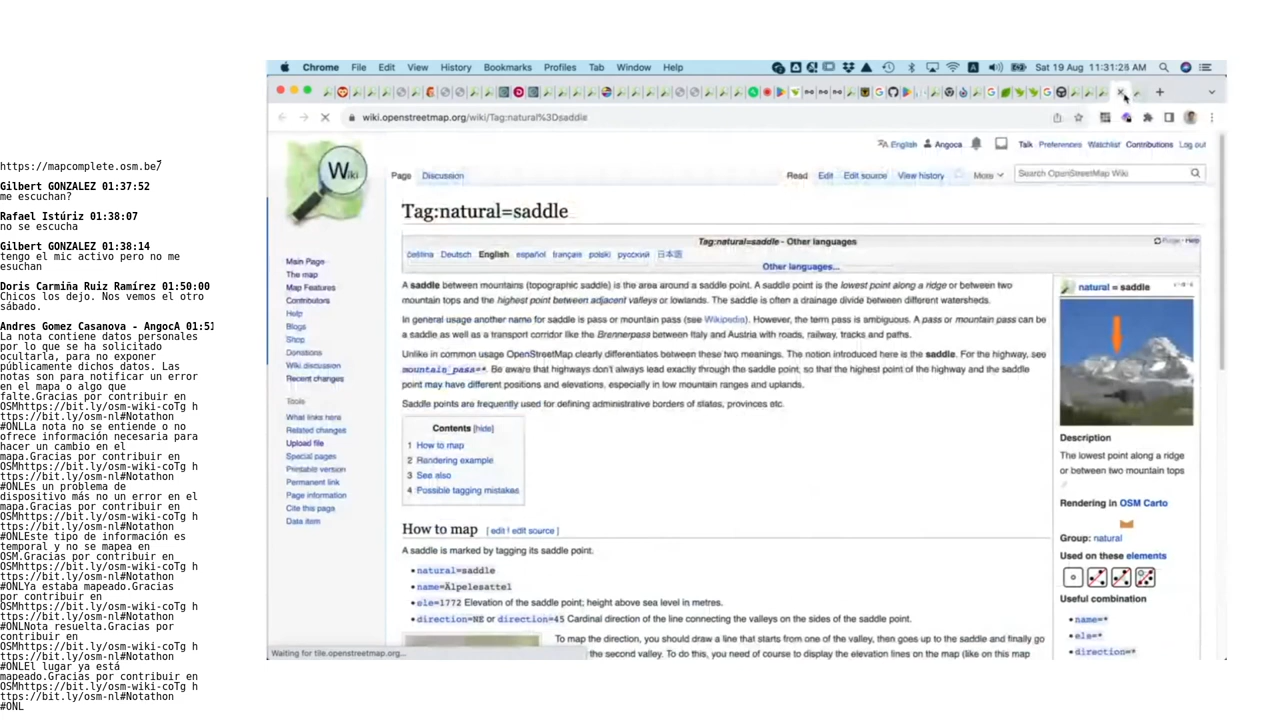 https://mapcomplete.osm.be/
Gilbert GONZALEZ 01:37:52
me escuchan?
Rafael Istúriz 01:38:07
no se escucha
Gilbert GONZALEZ 01:38:14
tengo el mic activo pero no me
esuchan
Doris Carmiña Ruiz Ramírez 01:50:00
Chicos los dejo. Nos vemos el otro
sábado.
Andres Gomez Casanova - AngocA 01:51
La nota contiene datos personales
por lo que se ha solicitado
ocultarla, para no exponer
públicamente dichos datos. Las
notas son para notificar un error
en el mapa o algo que
falte.Gracias por contribuir en
OSMhttps://bit.ly/osm-wiki-coTg h
ttps://bit.ly/osm-nl#Notathon
#ONLLa nota no se entiende o no
ofrece información necesaria para
hacer un cambio en el
mapa.Gracias por contribuir en
OSMhttps://bit.ly/osm-wiki-coTg h
ttps://bit.ly/osm-nl#Notathon
#ONLEs un problema de
dispositivo más no un error en el
mapa.Gracias por contribuir en
OSMhttps://bit.ly/osm-wiki-coTg h
ttps://bit.ly/osm-nl#Notathon
#ONLEste tipo de información es
temporal y no se mapea en
OSM.Gracias por contribuir en
OSMhttps://bit.ly/osm-wiki-coTg h
ttps://bit.ly/osm-nl#Notathon
#ONLYa estaba mapeado.Gracias
por contribuir en
OSMhttps://bit.ly/osm-wiki-coTg h
ttps://bit.ly/osm-nl#Notathon
#ONLNota resuelta.Gracias por
contribuir en
OSMhttps://bit.ly/osm-wiki-coTg h
ttps://bit.ly/osm-nl#Notathon
#ONLEl lugar ya está
mapeado.Gracias por contribuir en
OSMhttps://bit.ly/osm-wiki-coTg h
ttps://bit.ly/osm-nl#Notathon
#ONL
Chrome File Edit View History Bookmarks Profiles Tab Window Help Sat 19 Aug 11:31:26 AM
wiki.openstreetmap.org/wiki/Tag:natural%3Dsaddle
English Angoca Talk Preferences Watchlist Contributions Log out
Wiki
Page Discussion Read Edit Edit source View history More Search OpenStreetMap Wiki
Main Page
The map
Map Features
Contributors
Help
Blogs
Shop
Donations
Wiki discussion
Recent changes
Tools
What links here
Related changes
Upload file
Special pages
Printable version
Permanent link
Page information
Cite this page
Data item
Tag:natural=saddle
Tag:natural=saddle - Other languages Purge Help
čeština Deutsch English español français polski русский 日本語
Other languages...
A saddle between mountains (topographic saddle) is the area around a saddle point. A saddle point is the lowest point along a ridge or between two
mountain tops and the highest point between adjacent valleys or lowlands. The saddle is often a drainage divide between different watersheds.
In general usage another name for saddle is pass or mountain pass (see Wikipedia). However, the term pass is ambiguous. A pass or mountain pass can be
a saddle as well as a transport corridor like the Brennerpass between Italy and Austria with roads, railway, tracks and paths.
Unlike in common usage OpenStreetMap clearly differentiates between these two meanings. The notion introduced here is the saddle. For the highway, see
mountain_pass=*. Be aware that highways don't always lead exactly through the saddle point, so that the highest point of the highway and the saddle
point may have different positions and elevations, especially in low mountain ranges and uplands.
Saddle points are frequently used for defining administrative borders of states, provinces etc.
Contents [hide]
1 How to map
2 Rendering example
3 See also
4 Possible tagging mistakes
How to map [ edit | edit source ]
A saddle is marked by tagging its saddle point.
• natural=saddle
• name=Älpelesattel
• ele=1772 Elevation of the saddle point; height above sea level in metres.
• direction=NE or direction=45 Cardinal direction of the line connecting the valleys on the sides of the saddle point.
To map the direction, you should draw a line that starts from one of the valley, then goes up to the saddle and finally go
the second valley. To do this, you need of course to display the elevation lines on the map (like on this map
natural = saddle
Description
The lowest point along a ridge
or between two mountain tops
Rendering in OSM Carto
Group: natural
Used on these elements
Useful combination
• name=*
• ele=*
• direction=*
Waiting for tile.openstreetmap.org...